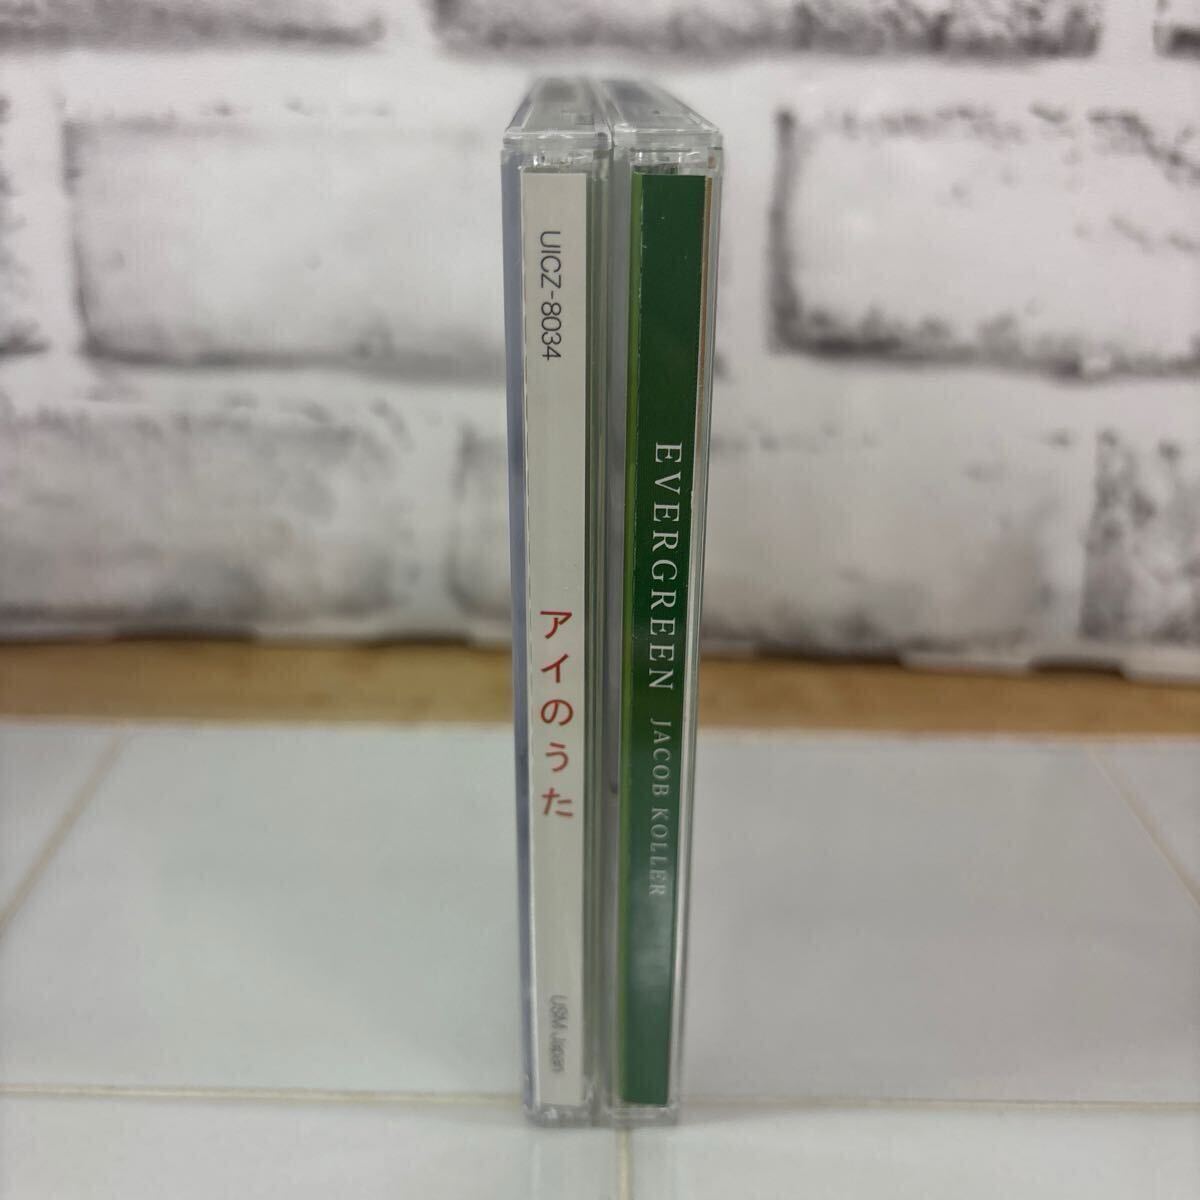 UICZ-8034
アイのうた
USM Japan
EVERGREEN JACOB KOLLER